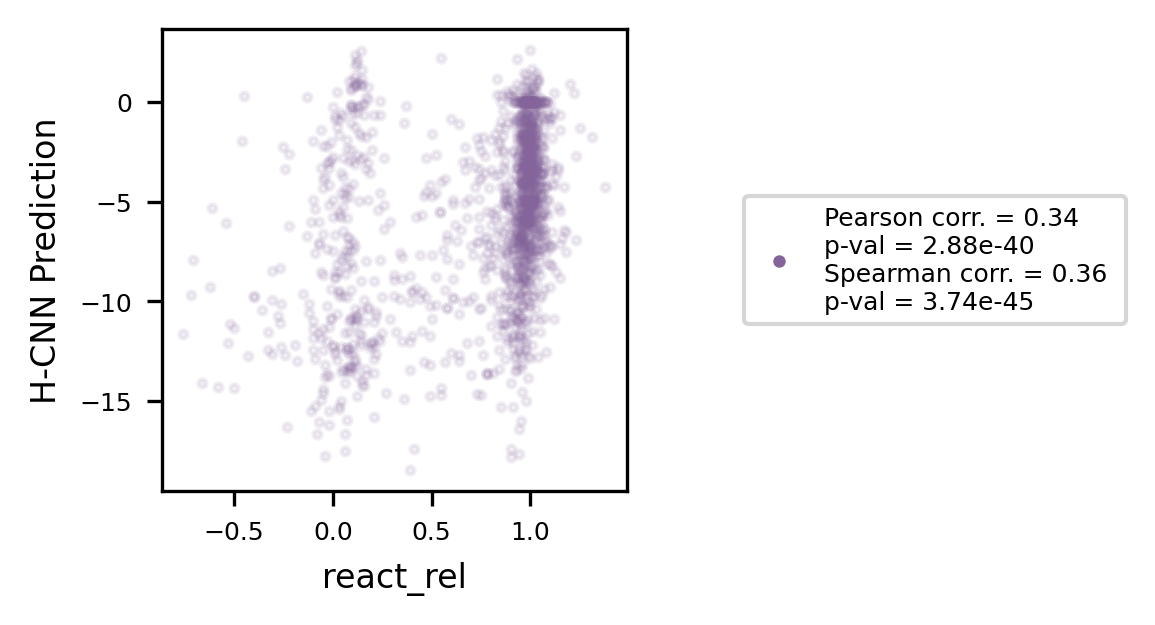 H-CNN Prediction
0
−5
−10
−15
−0.5 0.0 0.5 1.0
react_rel
Pearson corr. = 0.34
p-val = 2.88e-40
Spearman corr. = 0.36
p-val = 3.74e-45